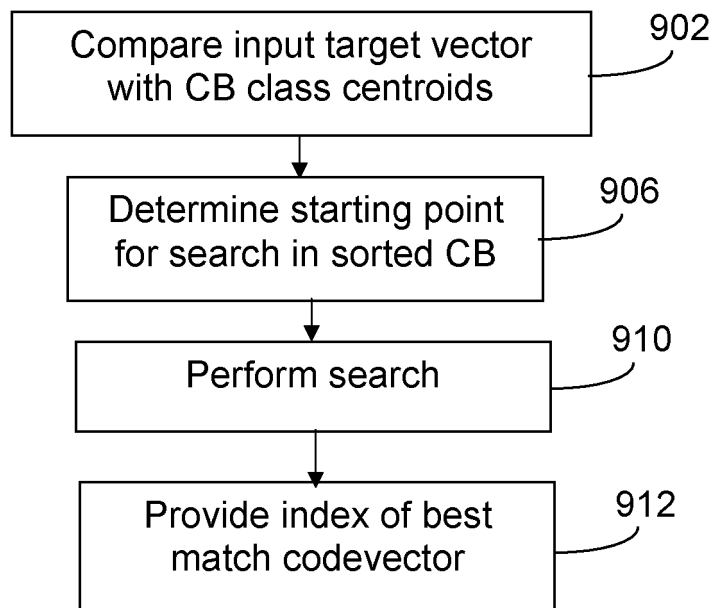 Compare input target vector
with CB class centroids
902
Determine starting point
for search in sorted CB
906
Perform search
910
Provide index of best
match codevector
912